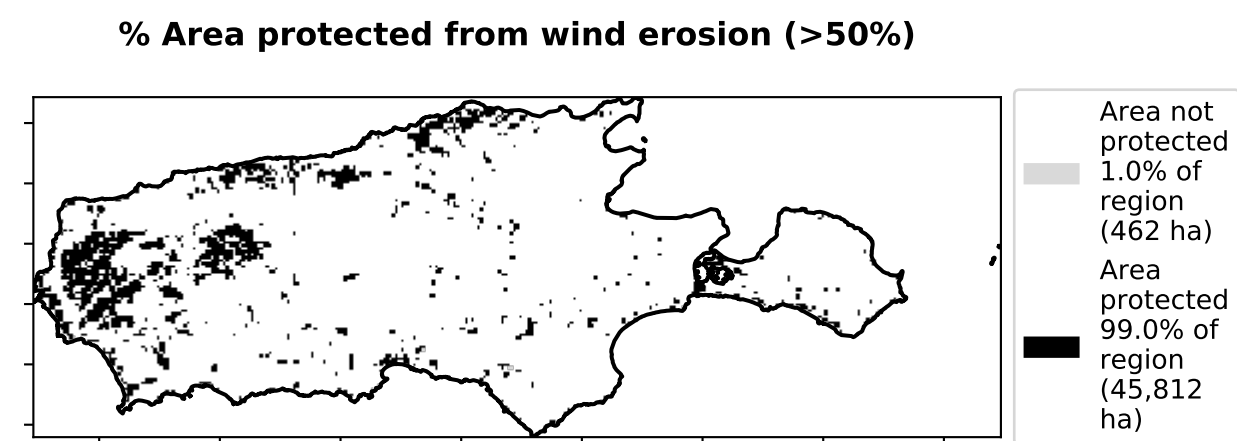 % Area protected from wind erosion (>50%)
Area not
protected
1.0% of
region
(462 ha)
Area
protected
99.0% of
region
(45,812
ha)